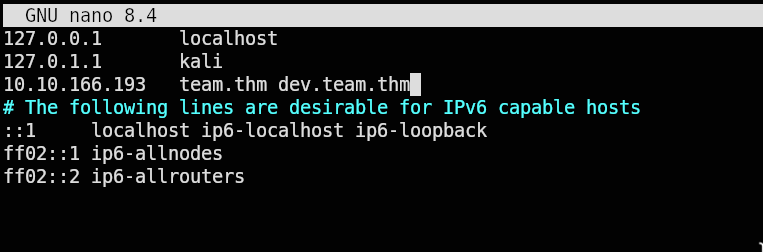 GNU nano 8.4
127.0.0.1       localhost
127.0.1.1       kali
10.10.166.193   team.thm dev.team.thm
# The following lines are desirable for IPv6 capable hosts
::1     localhost ip6-localhost ip6-loopback
ff02::1 ip6-allnodes
ff02::2 ip6-allrouters